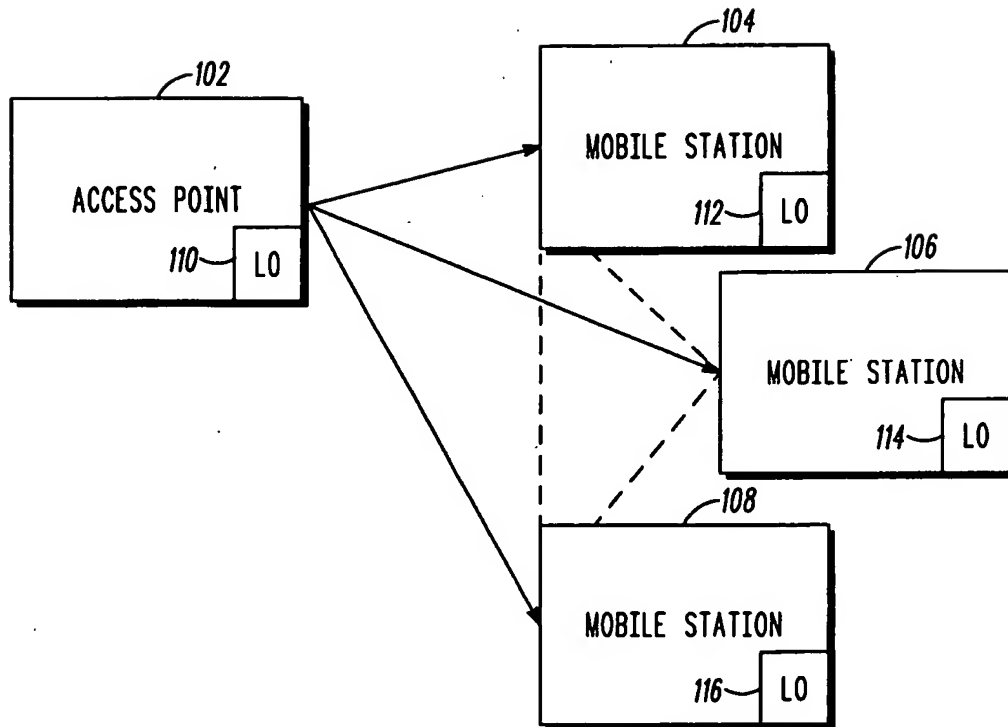 102
ACCESS POINT
110
LO
104
MOBILE STATION
112
LO
106
MOBILE STATION
114
LO
108
MOBILE STATION
116
LO